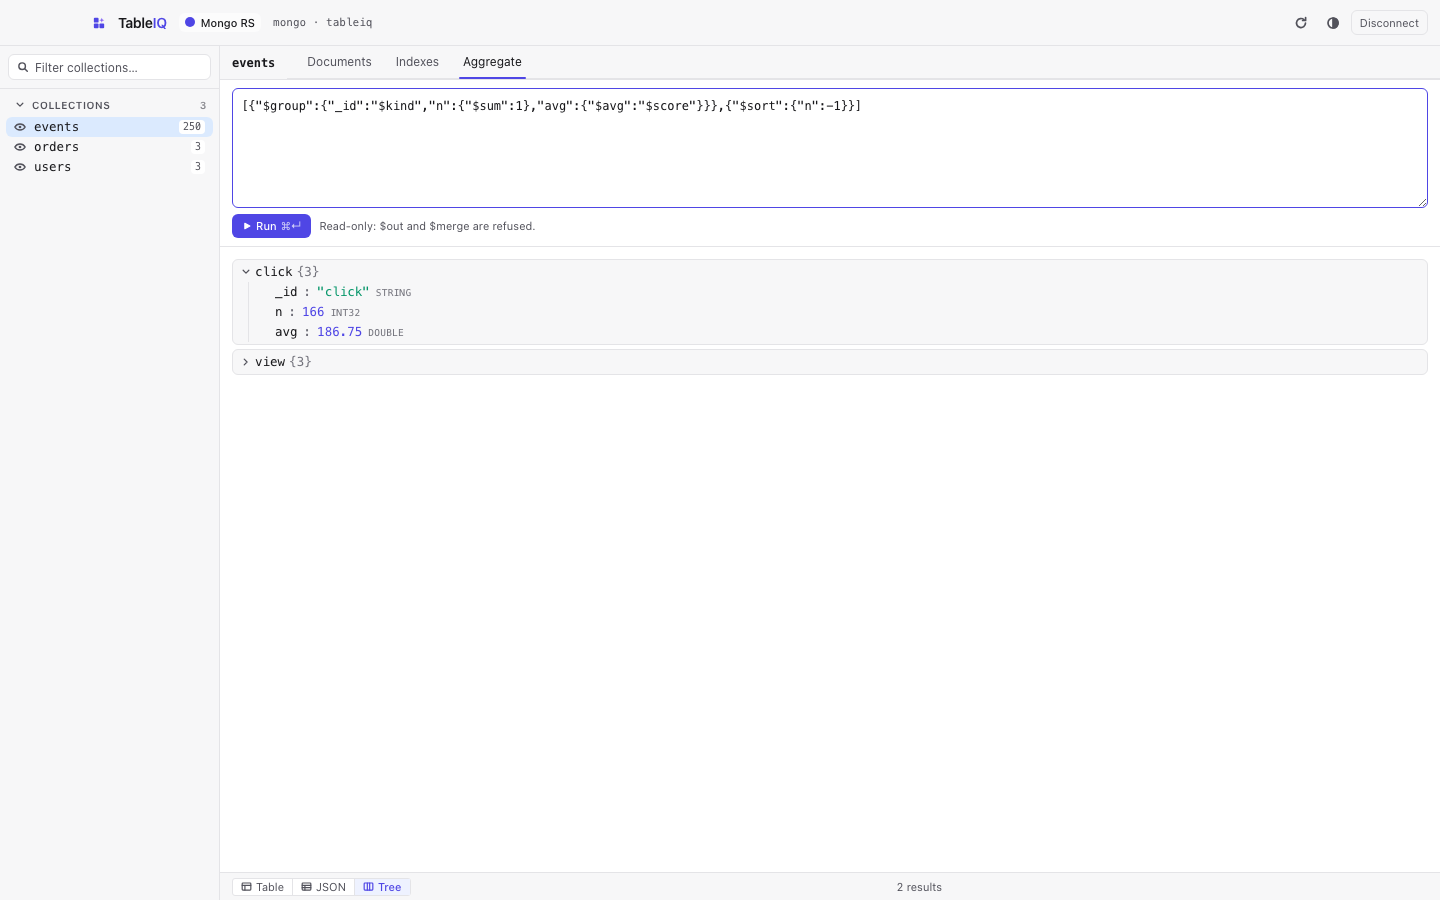 TableIQ Mongo RS mongo · tableiq Disconnect
Filter collections...
COLLECTIONS 3
events 250
orders 3
users 3
events Documents Indexes Aggregate
[{"$group":{"_id":"$kind","n":{"$sum":1},"avg":{"$avg":"$score"}}},{"$sort":{"n":−1}}]
Run ⌘↵ Read-only: $out and $merge are refused.
click {3}
_id : "click" STRING
n : 166 INT32
avg : 186.75 DOUBLE
view {3}
Table JSON Tree 2 results